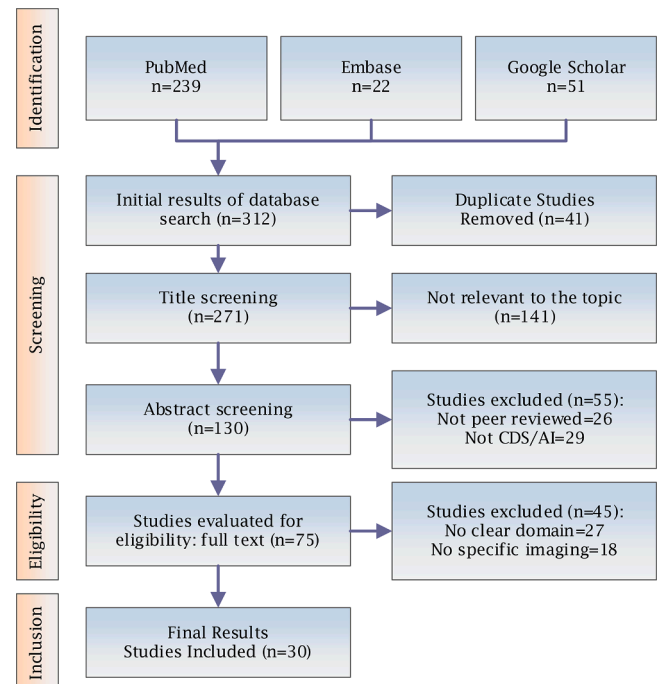 Identification
PubMed
n=239
Embase
n=22
Google Scholar
n=51
Screening
Initial results of database
search (n=312)
Duplicate Studies
Removed (n=41)
Title screening
(n=271)
Not relevant to the topic
(n=141)
Abstract screening
(n=130)
Studies excluded (n=55):
Not peer reviewed=26
Not CDS/AI=29
Eligibility
Studies evaluated for
eligibility: full text (n=75)
Studies excluded (n=45):
No clear domain=27
No specific imaging=18
Inclusion
Final Results
Studies Included (n=30)